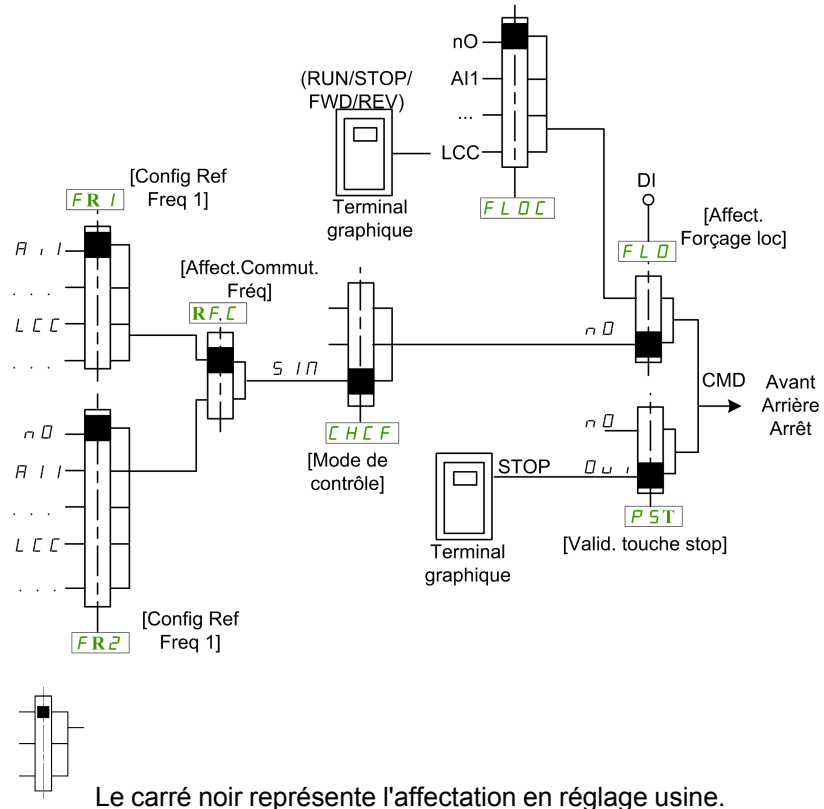 nO
AI1
...
LCC
(RUN/STOP/
FWD/REV)
Terminal
graphique
FLOC
DI
[Affect.
Forçage loc]
FLO
[Config Ref
Freq 1]
FR1
Ai1
...
LCC
...
[Affect.Commut.
Fréq]
RFC
SIM
nO
CHCF
[Mode de
contrôle]
nO
AI1
...
LCC
...
FR2
[Config Ref
Freq 1]
CMD
Avant
Arrière
Arrêt
nO
STOP
Oui
PST
[Valid. touche stop]
Terminal
graphique
Le carré noir représente l'affectation en réglage usine.